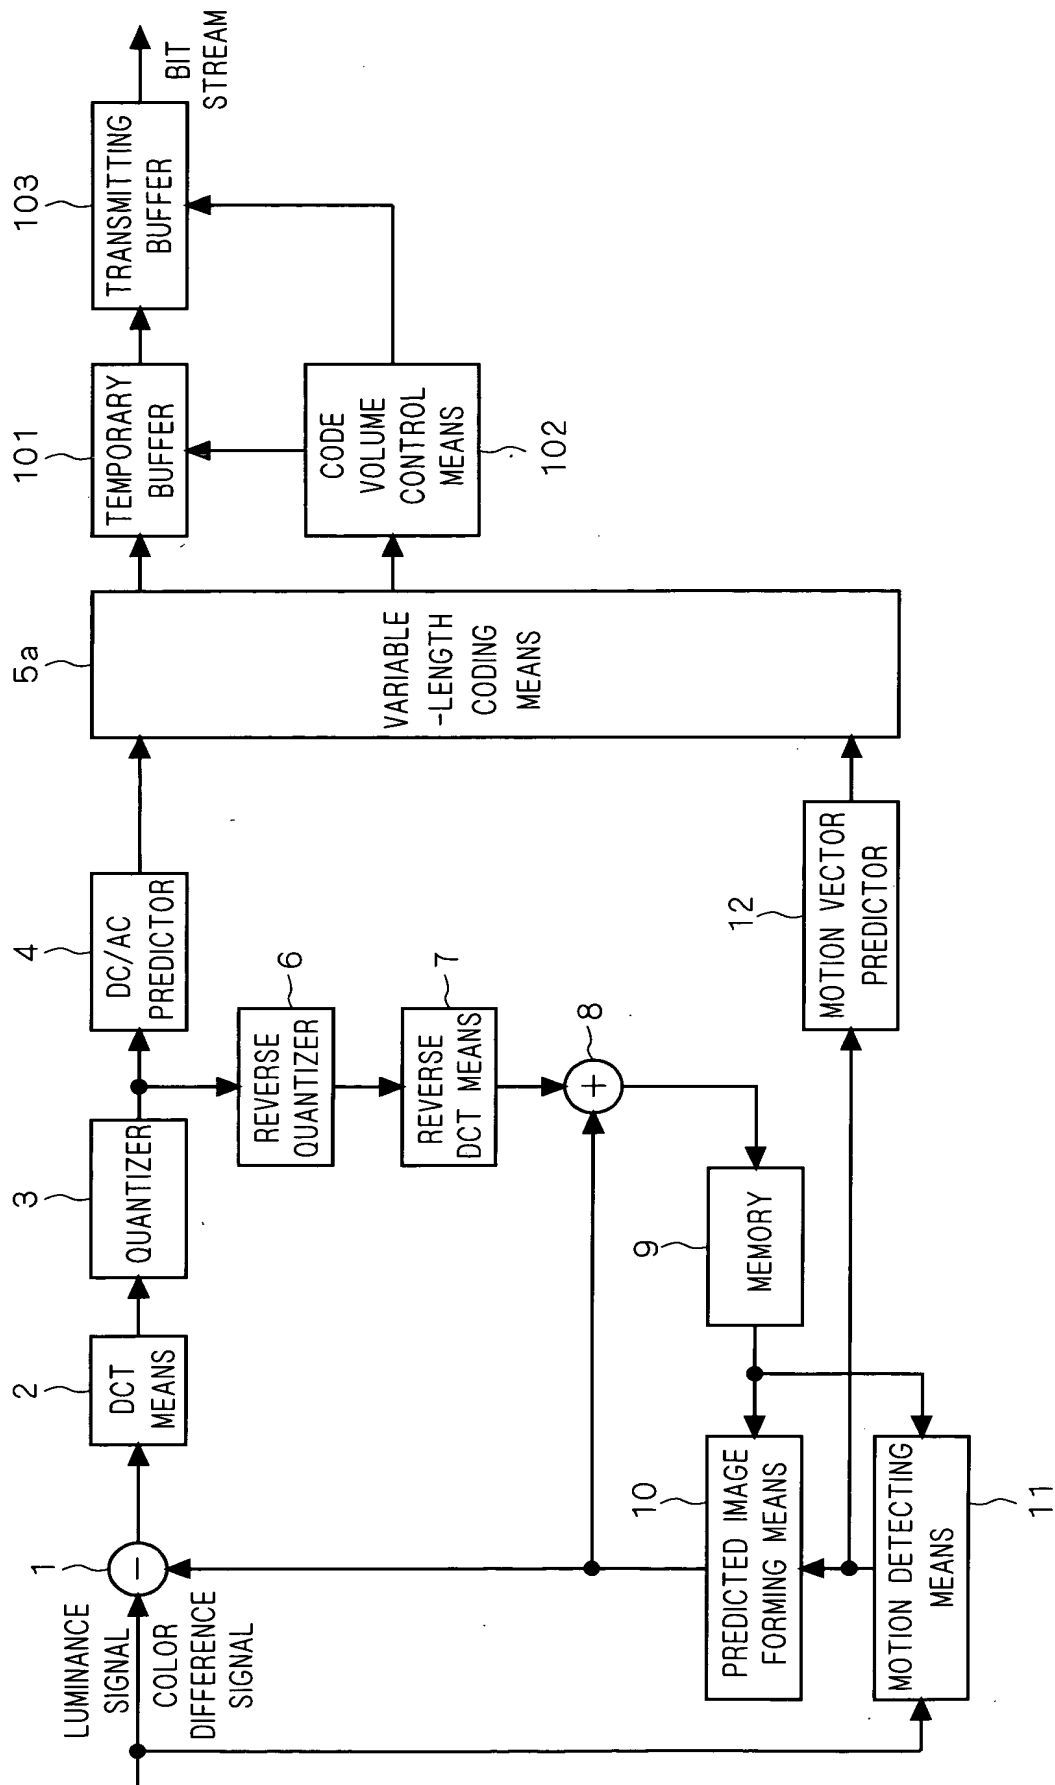 LUMINANCE
SIGNAL
COLOR
DIFFERENCE
SIGNAL
1
2
DCT
MEANS
3
QUANTIZER
4
DC/AC
PREDICTOR
5a
VARIABLE
-LENGTH
CODING
MEANS
101
TEMPORARY
BUFFER
103
TRANSMITTING
BUFFER
BIT
STREAM
CODE
VOLUME
CONTROL
MEANS
102
REVERSE
QUANTIZER
6
REVERSE
DCT MEANS
7
+
8
9
MEMORY
10
PREDICTED IMAGE
FORMING MEANS
MOTION DETECTING
MEANS
11
12
MOTION VECTOR
PREDICTOR